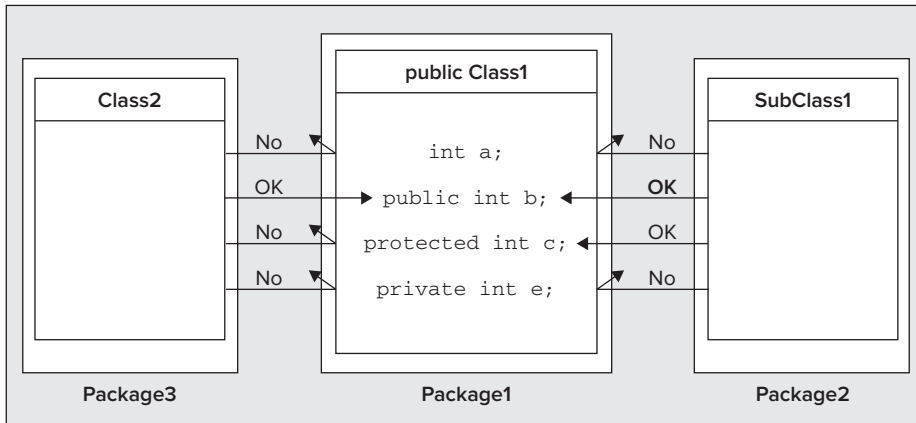 public Class1
Class2
SubClass1
No
int a;
No
OK
public int b;
OK
No
protected int c;
OK
No
private int e;
No
Package3
Package1
Package2